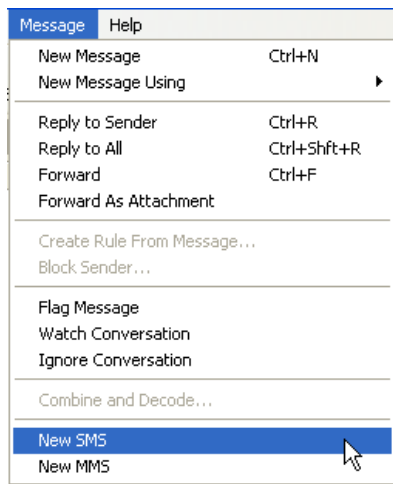 Message Help
New Message Ctrl+N
New Message Using
Reply to Sender Ctrl+R
Reply to All Ctrl+Shft+R
Forward Ctrl+F
Forward As Attachment
Create Rule From Message...
Block Sender...
Flag Message
Watch Conversation
Ignore Conversation
Combine and Decode...
New SMS
New MMS